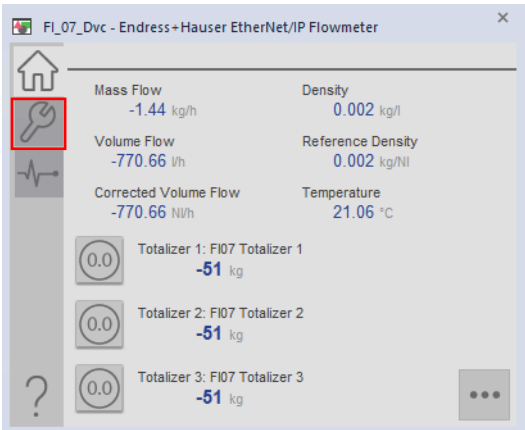 FI_07_Dvc - Endress+Hauser EtherNet/IP Flowmeter
Mass Flow
-1.44 kg/h
Density
0.002 kg/l
Volume Flow
-770.66 l/h
Reference Density
0.002 kg/Nl
Corrected Volume Flow
-770.66 Nl/h
Temperature
21.06 °C
0.0
Totalizer 1: FI07 Totalizer 1
-51 kg
0.0
Totalizer 2: FI07 Totalizer 2
-51 kg
0.0
Totalizer 3: FI07 Totalizer 3
-51 kg
?